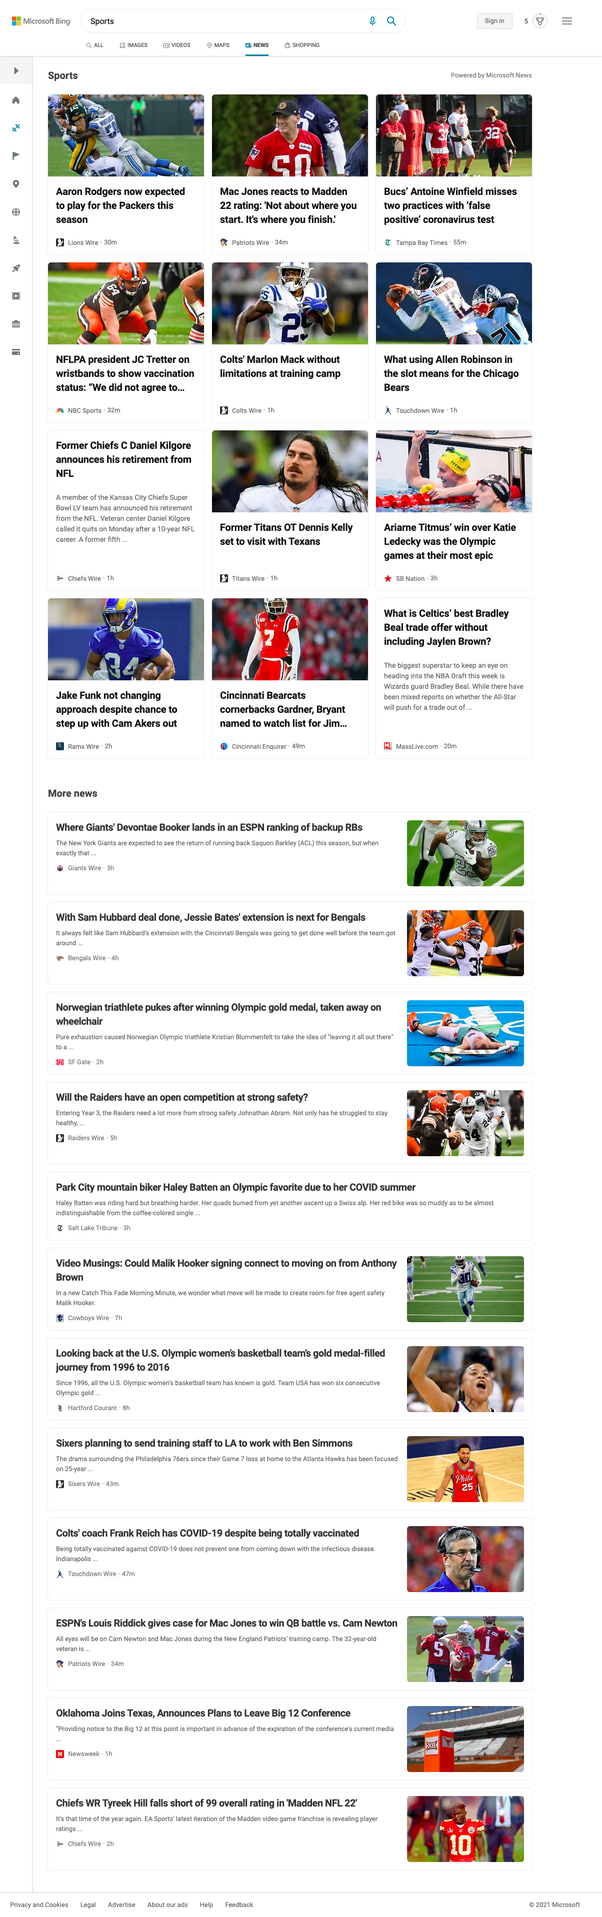 Microsoft Bing
Sports
Sign in
5
ALL
IMAGES
VIDEOS
MAPS
NEWS
SHOPPING
Sports
Powered by Microsoft News
Aaron Rodgers now expected
to play for the Packers this
season
Lions Wire · 30m
Mac Jones reacts to Madden
22 rating: 'Not about where you
start. It's where you finish.'
Patriots Wire · 34m
Bucs' Antoine Winfield misses
two practices with 'false
positive' coronavirus test
Tampa Bay Times · 55m
NFLPA president JC Tretter on
wristbands to show vaccination
status: "We did not agree to...
NBC Sports · 32m
Colts' Marlon Mack without
limitations at training camp
Colts Wire · 1h
What using Allen Robinson in
the slot means for the Chicago
Bears
Touchdown Wire · 1h
Former Chiefs C Daniel Kilgore
announces his retirement from
NFL
A member of the Kansas City Chiefs Super
Bowl LV team has announced his retirement
from the NFL. Veteran center Daniel Kilgore
called it quits on Monday after a 10-year NFL
career. A former fifth ...
Chiefs Wire · 1h
Former Titans OT Dennis Kelly
set to visit with Texans
Titans Wire · 1h
Ariarne Titmus' win over Katie
Ledecky was the Olympic
games at their most epic
SB Nation · 3h
Jake Funk not changing
approach despite chance to
step up with Cam Akers out
Rams Wire · 2h
Cincinnati Bearcats
cornerbacks Gardner, Bryant
named to watch list for Jim...
Cincinnati Enquirer · 49m
What is Celtics' best Bradley
Beal trade offer without
including Jaylen Brown?
The biggest superstar to keep an eye on
heading into the NBA Draft this week is
Wizards guard Bradley Beal. While there have
been mixed reports on whether the All-Star
will push for a trade out of ...
MassLive.com · 20m
More news
Where Giants' Devontae Booker lands in an ESPN ranking of backup RBs
The New York Giants are expected to see the return of running back Saquon Barkley (ACL) this season, but when
exactly that ...
Giants Wire · 3h
With Sam Hubbard deal done, Jessie Bates' extension is next for Bengals
It always felt like Sam Hubbard's extension with the Cincinnati Bengals was going to get done well before the team got
around ...
Bengals Wire · 4h
Norwegian triathlete pukes after winning Olympic gold medal, taken away on
wheelchair
Pure exhaustion caused Norwegian Olympic triathlete Kristian Blummenfelt to take the idea of "leaving it all out there"
to a ...
SF Gate · 2h
Will the Raiders have an open competition at strong safety?
Entering Year 3, the Raiders need a lot more from strong safety Johnathan Abram. Not only has he struggled to stay
healthy, ...
Raiders Wire · 5h
Park City mountain biker Haley Batten an Olympic favorite due to her COVID summer
Haley Batten was riding hard but breathing harder. Her quads burned from yet another ascent up a Swiss alp. Her red bike was so muddy as to be almost
indistinguishable from the coffee-colored single ...
Salt Lake Tribune · 3h
Video Musings: Could Malik Hooker signing connect to moving on from Anthony
Brown
In a new Catch This Fade Morning Minute, we wonder what move will be made to create room for free agent safety
Malik Hooker.
Cowboys Wire · 7h
Looking back at the U.S. Olympic women's basketball team's gold medal-filled
journey from 1996 to 2016
Since 1996, all the U.S. Olympic women's basketball team has known is gold. Team USA has won six consecutive
Olympic gold ...
Hartford Courant · 8h
Sixers planning to send training staff to LA to work with Ben Simmons
The drama surrounding the Philadelphia 76ers since their Game 7 loss at home to the Atlanta Hawks has been focused
on 25-year ...
Sixers Wire · 43m
Colts' coach Frank Reich has COVID-19 despite being totally vaccinated
Being totally vaccinated against COVID-19 does not prevent one from coming down with the infectious disease.
Indianapolis ...
Touchdown Wire · 47m
ESPN's Louis Riddick gives case for Mac Jones to win QB battle vs. Cam Newton
All eyes will be on Cam Newton and Mac Jones during the New England Patriots' training camp. The 32-year-old
veteran is ...
Patriots Wire · 34m
Oklahoma Joins Texas, Announces Plans to Leave Big 12 Conference
"Providing notice to the Big 12 at this point is important in advance of the expiration of the conference's current media
...
Newsweek · 1h
Chiefs WR Tyreek Hill falls short of 99 overall rating in 'Madden NFL 22'
It's that time of the year again. EA Sports' latest iteration of the Madden video game franchise is revealing player
ratings ...
Chiefs Wire · 2h
Privacy and Cookies
Legal
Advertise
About our ads
Help
Feedback
© 2021 Microsoft